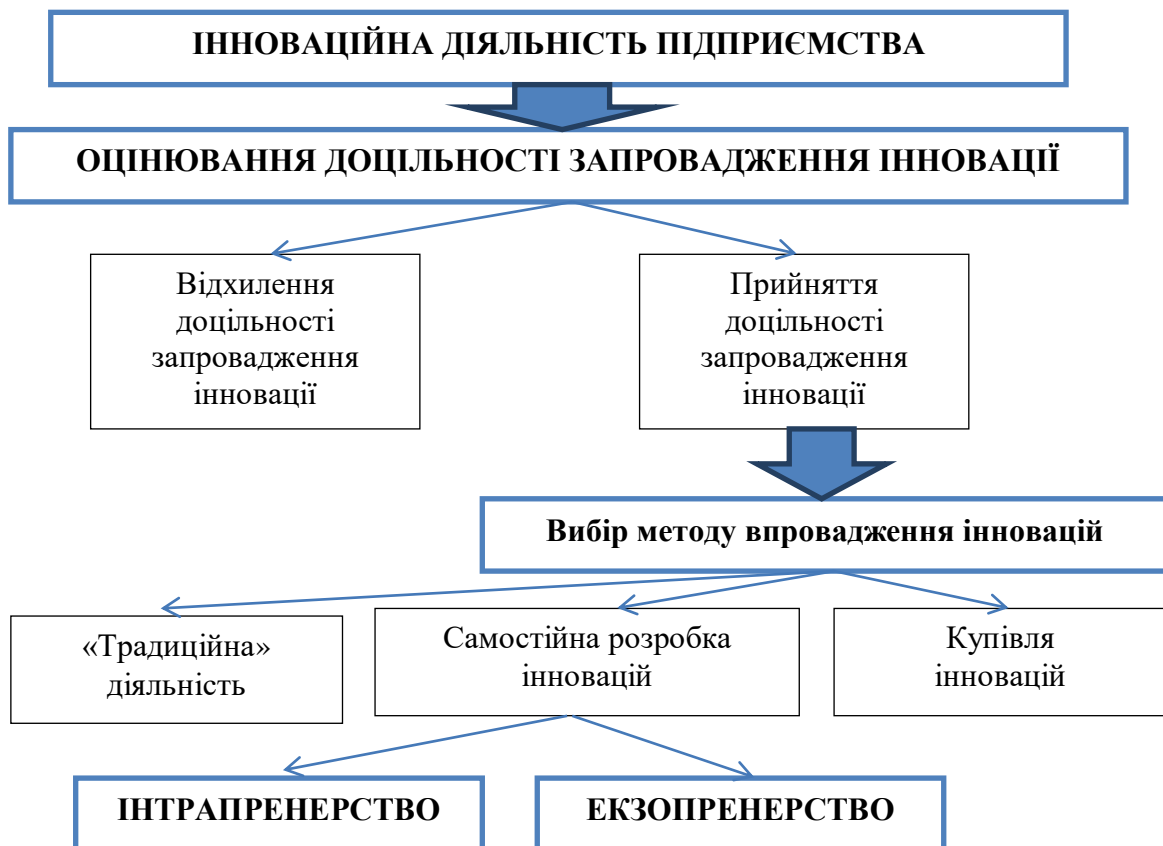 ІННОВАЦІЙНА ДІЯЛЬНІСТЬ ПІДПРИЄМСТВА
ОЦІНЮВАННЯ ДОЦІЛЬНОСТІ ЗАПРОВАДЖЕННЯ ІННОВАЦІЇ
Відхилення
доцільності
запровадження
інновації
Прийняття
доцільності
запровадження
інновації
Вибір методу впровадження інновацій
«Традиційна»
діяльність
Самостійна розробка
інновацій
Купівля
інновацій
ІНТРАПРЕНЕРСТВО
ЕКЗОПРЕНЕРСТВО